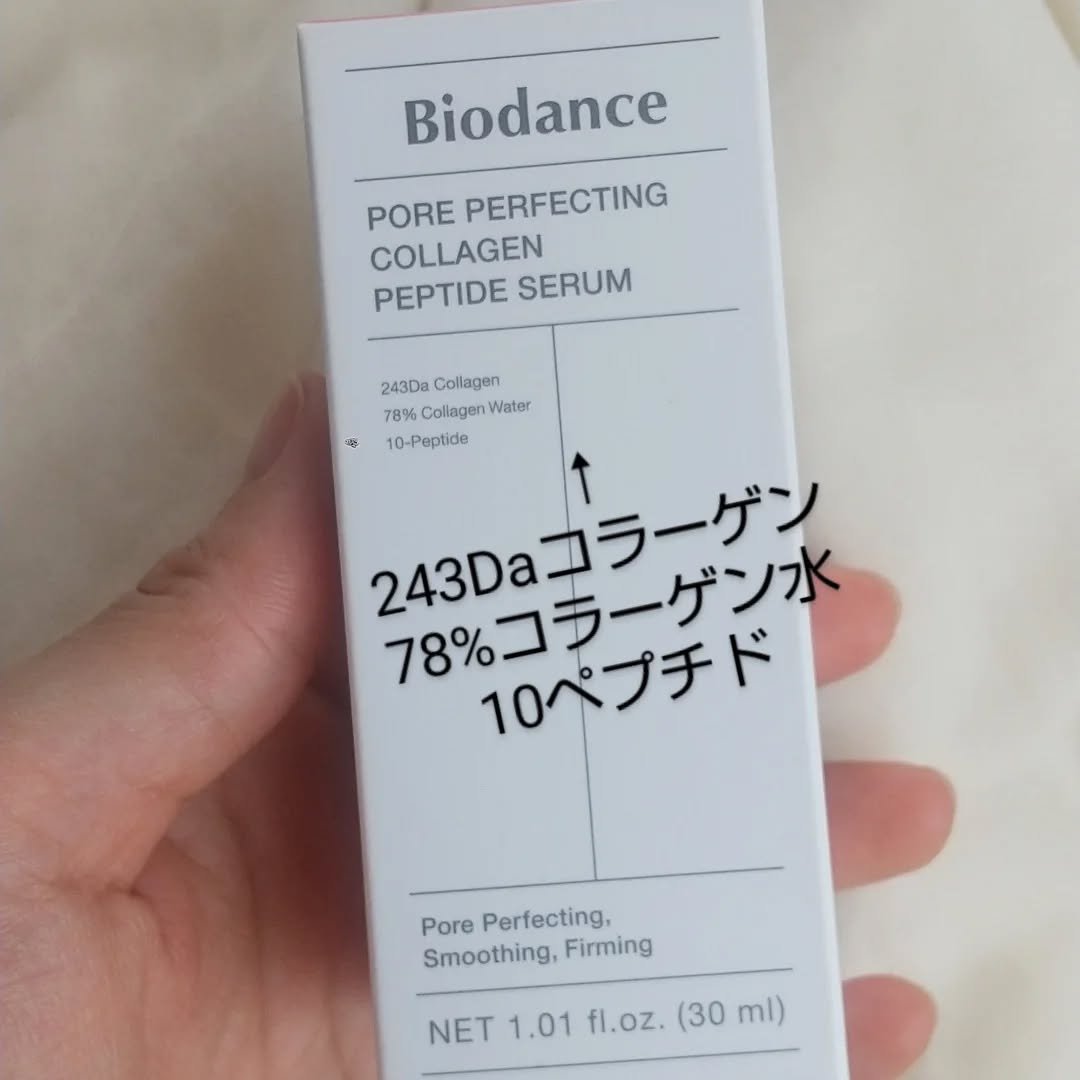 Biodance
PORE PERFECTING
COLLAGEN
PEPTIDE SERUM
243Da Collagen
78% Collagen Water
10-Peptide
↑
243Daコラーゲン
78%コラーゲン水
10ペプチド
Pore Perfecting,
Smoothing, Firming
NET 1.01 fl.oz. (30 ml)